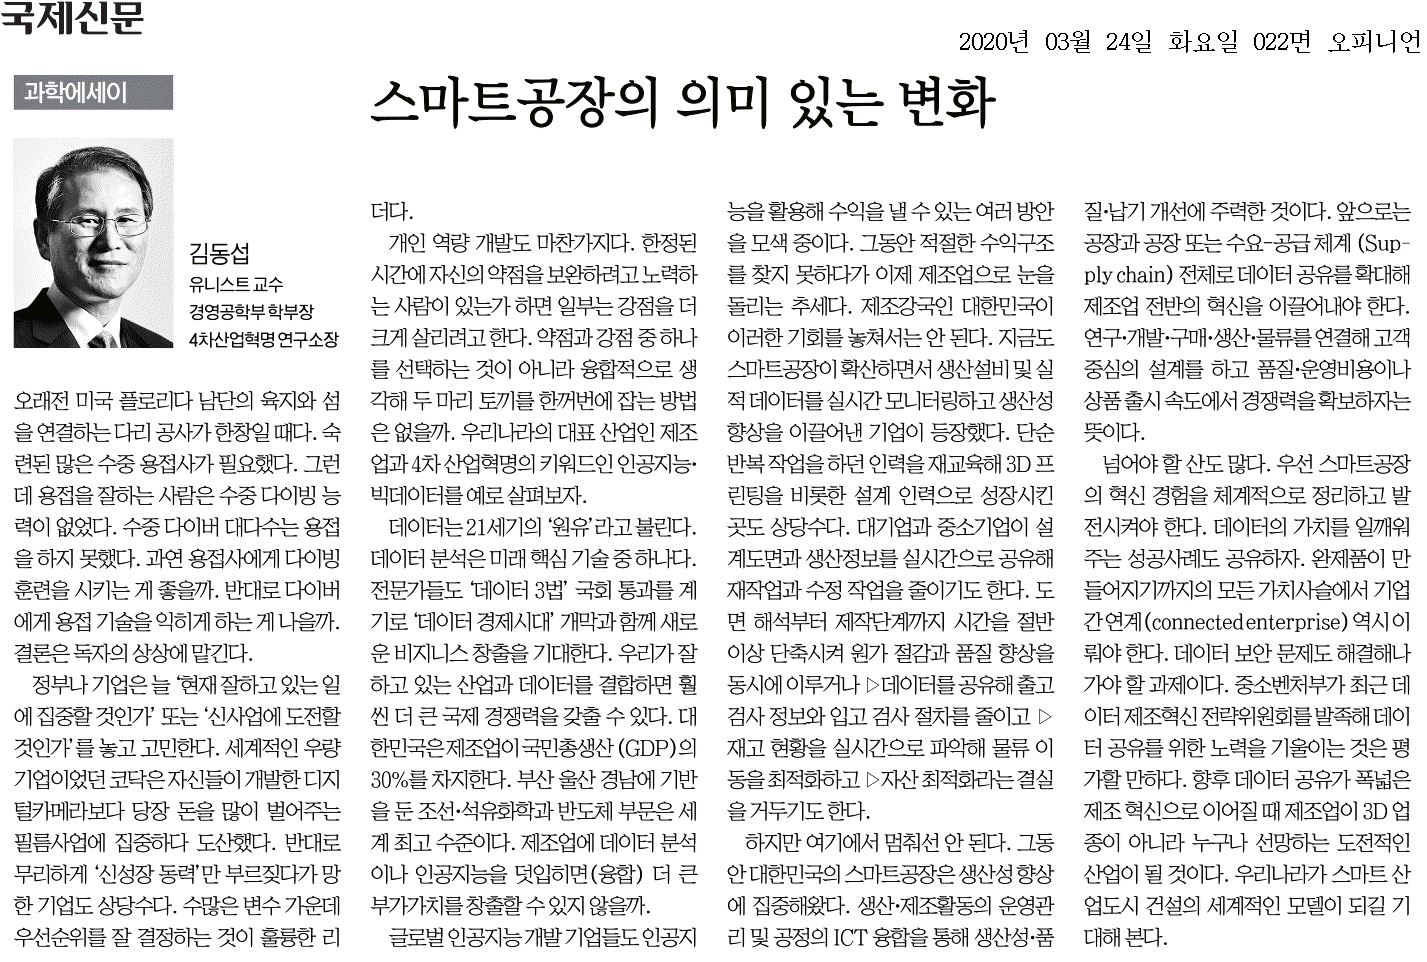 국제신문
2020년 03월 24일 화요일 022면 오피니언
과학에세이
스마트공장의 의미 있는 변화
김동섭
유니스트 교수
경영공학부 학부장
4차산업혁명 연구소장
오래전 미국 플로리다 남단의 육지와 섬
을 연결하는 다리 공사가 한창일 때다. 숙
련된 많은 수중 용접사가 필요했다. 그런
데 용접을 잘하는 사람은 수중 다이빙 능
력이 없었다. 수중 다이버 대다수는 용접
을 하지 못했다. 과연 용접사에게 다이빙
훈련을 시키는 게 좋을까. 반대로 다이버
에게 용접 기술을 익히게 하는 게 나을까.
결론은 독자의 상상에 맡긴다.
정부나 기업은 늘 ‘현재 잘하고 있는 일
에 집중할 것인가’ 또는 ‘신사업에 도전할
것인가’를 놓고 고민한다. 세계적인 우량
기업이었던 코닥은 자신들이 개발한 디지
털카메라보다 당장 돈을 많이 벌어주는
필름사업에 집중하다 도산했다. 반대로
무리하게 ‘신성장 동력’만 부르짖다가 망
한 기업도 상당수다. 수많은 변수 가운데
우선순위를 잘 결정하는 것이 훌륭한 리
더다.
개인 역량 개발도 마찬가지다. 한정된
시간에 자신의 약점을 보완하려고 노력하
는 사람이 있는가 하면 일부는 강점을 더
크게 살리려고 한다. 약점과 강점 중 하나
를 선택하는 것이 아니라 융합적으로 생
각해 두 마리 토끼를 한꺼번에 잡는 방법
은 없을까. 우리나라의 대표 산업인 제조
업과 4차 산업혁명의 키워드인 인공지능·
빅데이터를 예로 살펴보자.
데이터는 21세기의 ‘원유’라고 불린다.
데이터 분석은 미래 핵심 기술 중 하나다.
전문가들도 ‘데이터 3법’ 국회 통과를 계
기로 ‘데이터 경제시대’ 개막과 함께 새로
운 비지니스 창출을 기대한다. 우리가 잘
하고 있는 산업과 데이터를 결합하면 훨
씬 더 큰 국제 경쟁력을 갖출 수 있다. 대
한민국은 제조업이 국민총생산(GDP)의
30%를 차지한다. 부산 울산 경남에 기반
을 둔 조선·석유화학과 반도체 부문은 세
계 최고 수준이다. 제조업에 데이터 분석
이나 인공지능을 덧입히면(융합) 더 큰
부가가치를 창출할 수 있지 않을까.
글로벌 인공지능 개발 기업들도 인공지
능을 활용해 수익을 낼 수 있는 여러 방안
을 모색 중이다. 그동안 적절한 수익구조
를 찾지 못하다가 이제 제조업으로 눈을
돌리는 추세다. 제조강국인 대한민국이
이러한 기회를 놓쳐서는 안 된다. 지금도
스마트공장이 확산하면서 생산설비 및 실
적 데이터를 실시간 모니터링하고 생산성
향상을 이끌어낸 기업이 등장했다. 단순
반복 작업을 하던 인력을 재교육해 3D 프
린팅을 비롯한 설계 인력으로 성장시킨
곳도 상당수다. 대기업과 중소기업이 설
계도면과 생산정보를 실시간으로 공유해
재작업과 수정 작업을 줄이기도 한다. 도
면 해석부터 제작단계까지 시간을 절반
이상 단축시켜 원가 절감과 품질 향상을
동시에 이루거나 ▷데이터를 공유해 출고
검사 정보와 입고 검사 절차를 줄이고 ▷
재고 현황을 실시간으로 파악해 물류 이
동을 최적화하고 ▷자산 최적화라는 결실
을 거두기도 한다.
하지만 여기에서 멈춰선 안 된다. 그동
안 대한민국의 스마트공장은 생산성 향상
에 집중해왔다. 생산·제조활동의 운영관
리 및 공정의 ICT 융합을 통해 생산성·품
질·납기 개선에 주력한 것이다. 앞으로는
공장과 공장 또는 수요-공급 체계(Sup-
ply chain) 전체로 데이터 공유를 확대해
제조업 전반의 혁신을 이끌어내야 한다.
연구·개발·구매·생산·물류를 연결해 고객
중심의 설계를 하고 품질·운영비용이나
상품 출시 속도에서 경쟁력을 확보하자는
뜻이다.
넘어야 할 산도 많다. 우선 스마트공장
의 혁신 경험을 체계적으로 정리하고 발
전시켜야 한다. 데이터의 가치를 일깨워
주는 성공사례도 공유하자. 완제품이 만
들어지기까지의 모든 가치사슬에서 기업
간 연계(connected enterprise) 역시 이
뤄야 한다. 데이터 보안 문제도 해결해나
가야 할 과제이다. 중소벤처부가 최근 데
이터 제조혁신 전략위원회를 발족해 데이
터 공유를 위한 노력을 기울이는 것은 평
가할 만하다. 향후 데이터 공유가 폭넓은
제조 혁신으로 이어질 때 제조업이 3D 업
종이 아니라 누구나 선망하는 도전적인
산업이 될 것이다. 우리나라가 스마트 산
업도시 건설의 세계적인 모델이 되길 기
대해 본다.